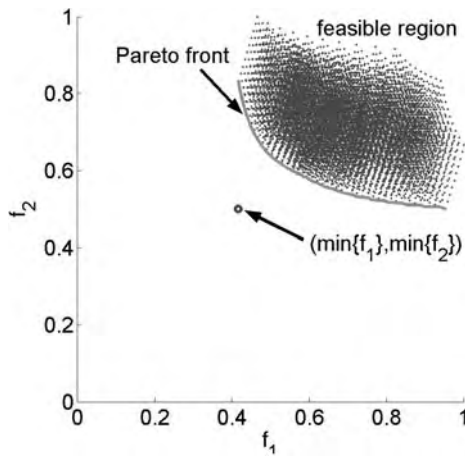 1
feasible region
Pareto front
0.8
0.6
f₂
(min{f₁},min{f₂})
0.4
0.2
0
0 0.2 0.4 0.6 0.8 1
f₁